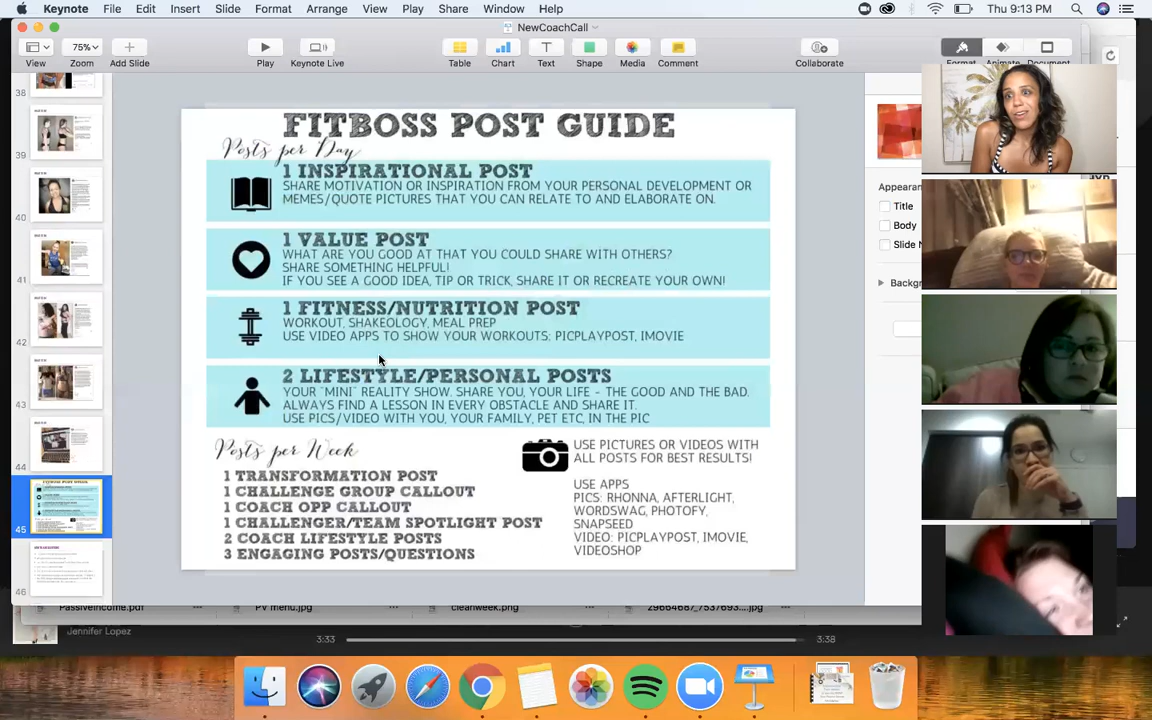 Keynote File Edit Insert Slide Format Arrange View Play Share Window Help Thu 9:13 PM
NewCoachCall
75%
View Zoom Add Slide Play Keynote Live Table Chart Text Shape Media Comment Collaborate Format Animate Document
38
39
40
41
42
43
44
45
46
FITBOSS POST GUIDE
Posts per Day
1 INSPIRATIONAL POST
SHARE MOTIVATION OR INSPIRATION FROM YOUR PERSONAL DEVELOPMENT OR
MEMES/QUOTE PICTURES THAT YOU CAN RELATE TO AND ELABORATE ON.
1 VALUE POST
WHAT ARE YOU GOOD AT THAT YOU COULD SHARE WITH OTHERS?
SHARE SOMETHING HELPFUL!
IF YOU SEE A GOOD IDEA, TIP OR TRICK, SHARE IT OR RECREATE YOUR OWN!
1 FITNESS/NUTRITION POST
WORKOUT, SHAKEOLOGY, MEAL PREP
USE VIDEO APPS TO SHOW YOUR WORKOUTS: PICPLAYPOST, IMOVIE
2 LIFESTYLE/PERSONAL POSTS
YOUR "MINI" REALITY SHOW. SHARE YOU, YOUR LIFE - THE GOOD AND THE BAD.
ALWAYS FIND A LESSON IN EVERY OBSTACLE AND SHARE IT.
USE PICS/VIDEO WITH YOU, YOUR FAMILY, PET ETC, IN THE PIC
Posts per Week
1 TRANSFORMATION POST
1 CHALLENGE GROUP CALLOUT
1 COACH OPP CALLOUT
1 CHALLENGER/TEAM SPOTLIGHT POST
2 COACH LIFESTYLE POSTS
3 ENGAGING POSTS/QUESTIONS
USE PICTURES OR VIDEOS WITH
ALL POSTS FOR BEST RESULTS!
USE APPS
PICS: RHONNA, AFTERLIGHT,
WORDSWAG, PHOTOFY,
SNAPSEED
VIDEO: PICPLAYPOST, IMOVIE,
VIDEOSHOP
Appeara
Title
Body
Slide N
Backgr
PassiveIncome.pdf PV menu.jpg cleanweek.png 29664687_7537693....jpg
Jennifer Lopez
3:33 3:38